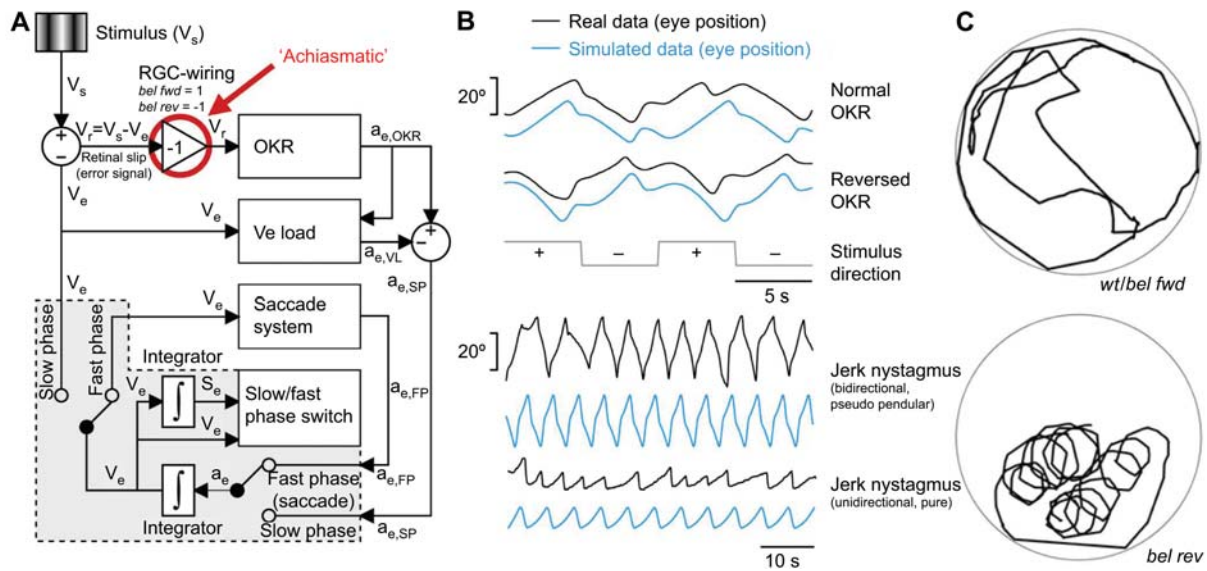 A
Stimulus (Vs)
Vs
'Achiasmatic'
RGC-wiring
bel fwd = 1
bel rev = -1
+
−
Vr=Vs-Ve
Retinal slip
(error signal)
-1
Vr
OKR
ae,OKR
Ve
Ve
Ve load
ae,VL
+
−
ae,SP
Ve
Slow phase
Fast phase
Ve
Saccade
system
Integrator
Ve
∫
Se
Slow/fast
phase switch
Ve
ae,FP
Ve
∫
ae
Integrator
Fast phase
(saccade)
ae,FP
Slow phase
ae,SP
B
Real data (eye position)
Simulated data (eye position)
20º
Normal
OKR
Reversed
OKR
+
−
+
−
Stimulus
direction
5 s
20º
Jerk nystagmus
(bidirectional,
pseudo pendular)
Jerk nystagmus
(unidirectional, pure)
10 s
C
wt/bel fwd
bel rev